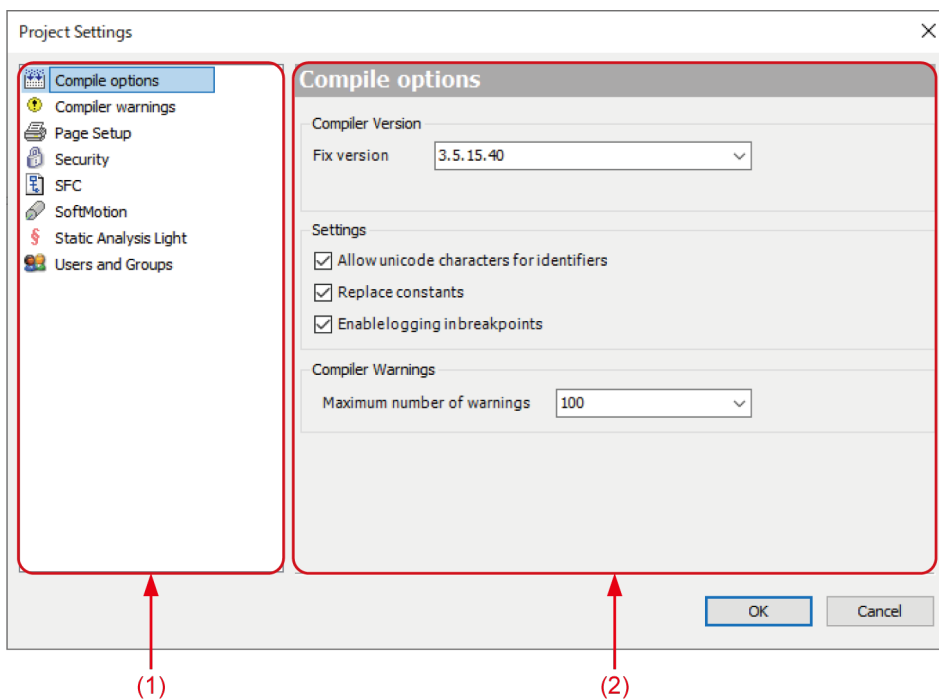 Project Settings
Compile options
Compiler warnings
Page Setup
Security
SFC
SoftMotion
Static Analysis Light
Users and Groups
Compile options
Compiler Version
Fix version 3.5.15.40
Settings
Allow unicode characters for identifiers
Replace constants
Enable logging in breakpoints
Compiler Warnings
Maximum number of warnings 100
OK Cancel
(1) (2)